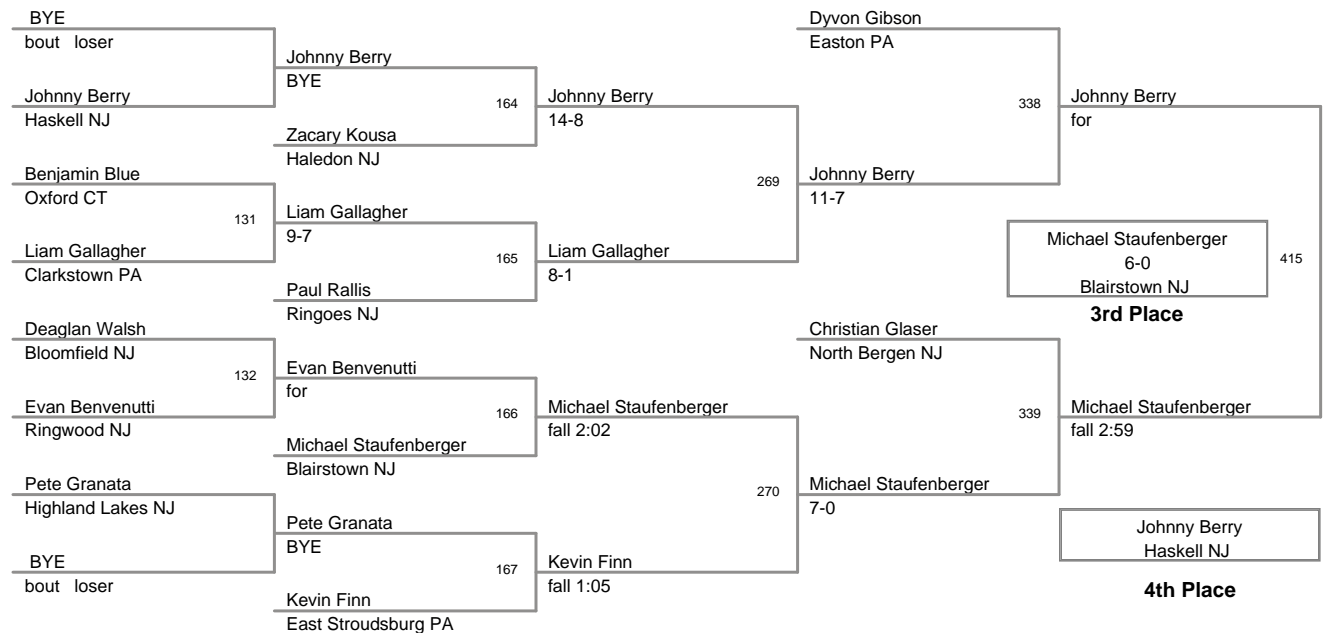 BYE
bout loser
Johnny Berry
Haskell NJ
Benjamin Blue
Oxford CT
131
Liam Gallagher
Clarkstown PA
Deaglan Walsh
Bloomfield NJ
132
Evan Benvenutti
Ringwood NJ
Pete Granata
Highland Lakes NJ
BYE
bout loser
Johnny Berry
BYE
164
Zacary Kousa
Haledon NJ
Liam Gallagher
9-7
165
Paul Rallis
Ringoes NJ
Evan Benvenutti
for
166
Michael Staufenberger
Blairstown NJ
Pete Granata
BYE
167
Kevin Finn
East Stroudsburg PA
Johnny Berry
14-8
269
Liam Gallagher
8-1
Michael Staufenberger
fall 2:02
270
Kevin Finn
fall 1:05
Dyvon Gibson
Easton PA
338
Johnny Berry
11-7
Christian Glaser
North Bergen NJ
339
Michael Staufenberger
7-0
Johnny Berry
for
Michael Staufenberger
6-0
Blairstown NJ
415
3rd Place
Michael Staufenberger
fall 2:59
Johnny Berry
Haskell NJ
4th Place